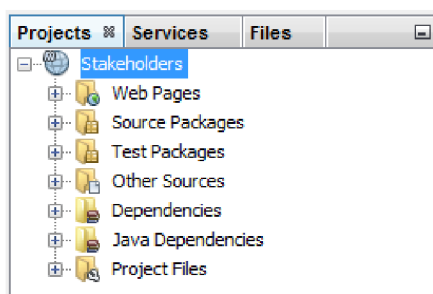 Projects Services Files
Stakeholders
Web Pages
Source Packages
Test Packages
Other Sources
Dependencies
Java Dependencies
Project Files